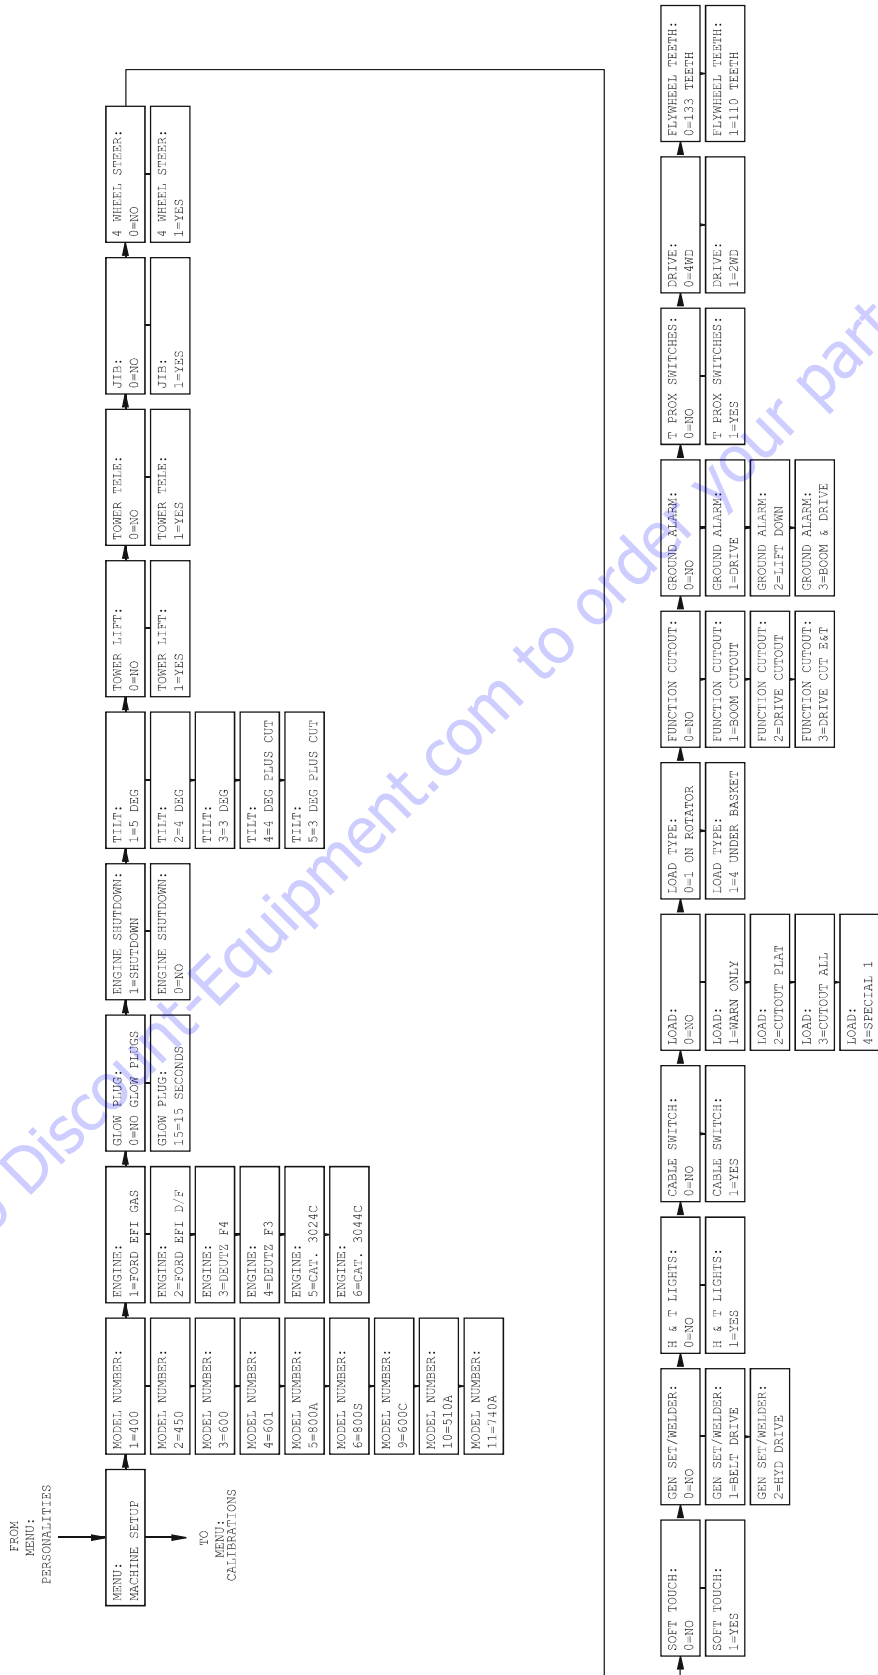 FROM
MENU:
PERSONALITIES
MENU:
MACHINE SETUP
TO
MENU:
CALIBRATIONS
MODEL NUMBER:
1=400
MODEL NUMBER:
2=450
MODEL NUMBER:
3=600
MODEL NUMBER:
4=601
MODEL NUMBER:
5=800A
MODEL NUMBER:
6=800S
MODEL NUMBER:
9=600C
MODEL NUMBER:
10=510A
MODEL NUMBER:
11=740A
ENGINE:
1=FORD EFI GAS
ENGINE:
2=FORD EFI D/F
ENGINE:
3=DEUTZ F4
ENGINE:
4=DEUTZ F3
ENGINE:
5=CAT. 3024C
ENGINE:
6=CAT. 3044C
GLOW PLUG:
0=NO GLOW PLUGS
GLOW PLUG:
15=15 SECONDS
ENGINE SHUTDOWN:
1=SHUTDOWN
ENGINE SHUTDOWN:
0=NO
TILT:
1=5 DEG
TILT:
2=4 DEG
TILT:
3=3 DEG
TILT:
4=4 DEG PLUS CUT
TILT:
5=3 DEG PLUS CUT
TOWER LIFT:
0=NO
TOWER LIFT:
1=YES
TOWER TELE:
0=NO
TOWER TELE:
1=YES
JIB:
0=NO
JIB:
1=YES
4 WHEEL STEER:
0=NO
4 WHEEL STEER:
1=YES
SOFT TOUCH:
0=NO
SOFT TOUCH:
1=YES
GEN SET/WELDER:
0=NO
GEN SET/WELDER:
1=BELT DRIVE
GEN SET/WELDER:
2=HYD DRIVE
H & T LIGHTS:
0=NO
H & T LIGHTS:
1=YES
CABLE SWITCH:
0=NO
CABLE SWITCH:
1=YES
LOAD:
0=NO
LOAD:
1=WARN ONLY
LOAD:
2=CUTOUT PLAT
LOAD:
3=CUTOUT ALL
LOAD:
4=SPECIAL 1
LOAD TYPE:
0=1 ON ROTATOR
LOAD TYPE:
1=4 UNDER BASKET
FUNCTION CUTOUT:
0=NO
FUNCTION CUTOUT:
1=BOOM CUTOUT
FUNCTION CUTOUT:
2=DRIVE CUTOUT
FUNCTION CUTOUT:
3=DRIVE CUT E&T
GROUND ALARM:
0=NO
GROUND ALARM:
1=DRIVE
GROUND ALARM:
2=LIFT DOWN
GROUND ALARM:
3=BOOM & DRIVE
T PROX SWITCHES:
0=NO
T PROX SWITCHES:
1=YES
DRIVE:
0=4WD
DRIVE:
1=2WD
FLYWHEEL TEETH:
0=133 TEETH
FLYWHEEL TEETH:
1=110 TEETH
Discount-Equipment.com to order your part